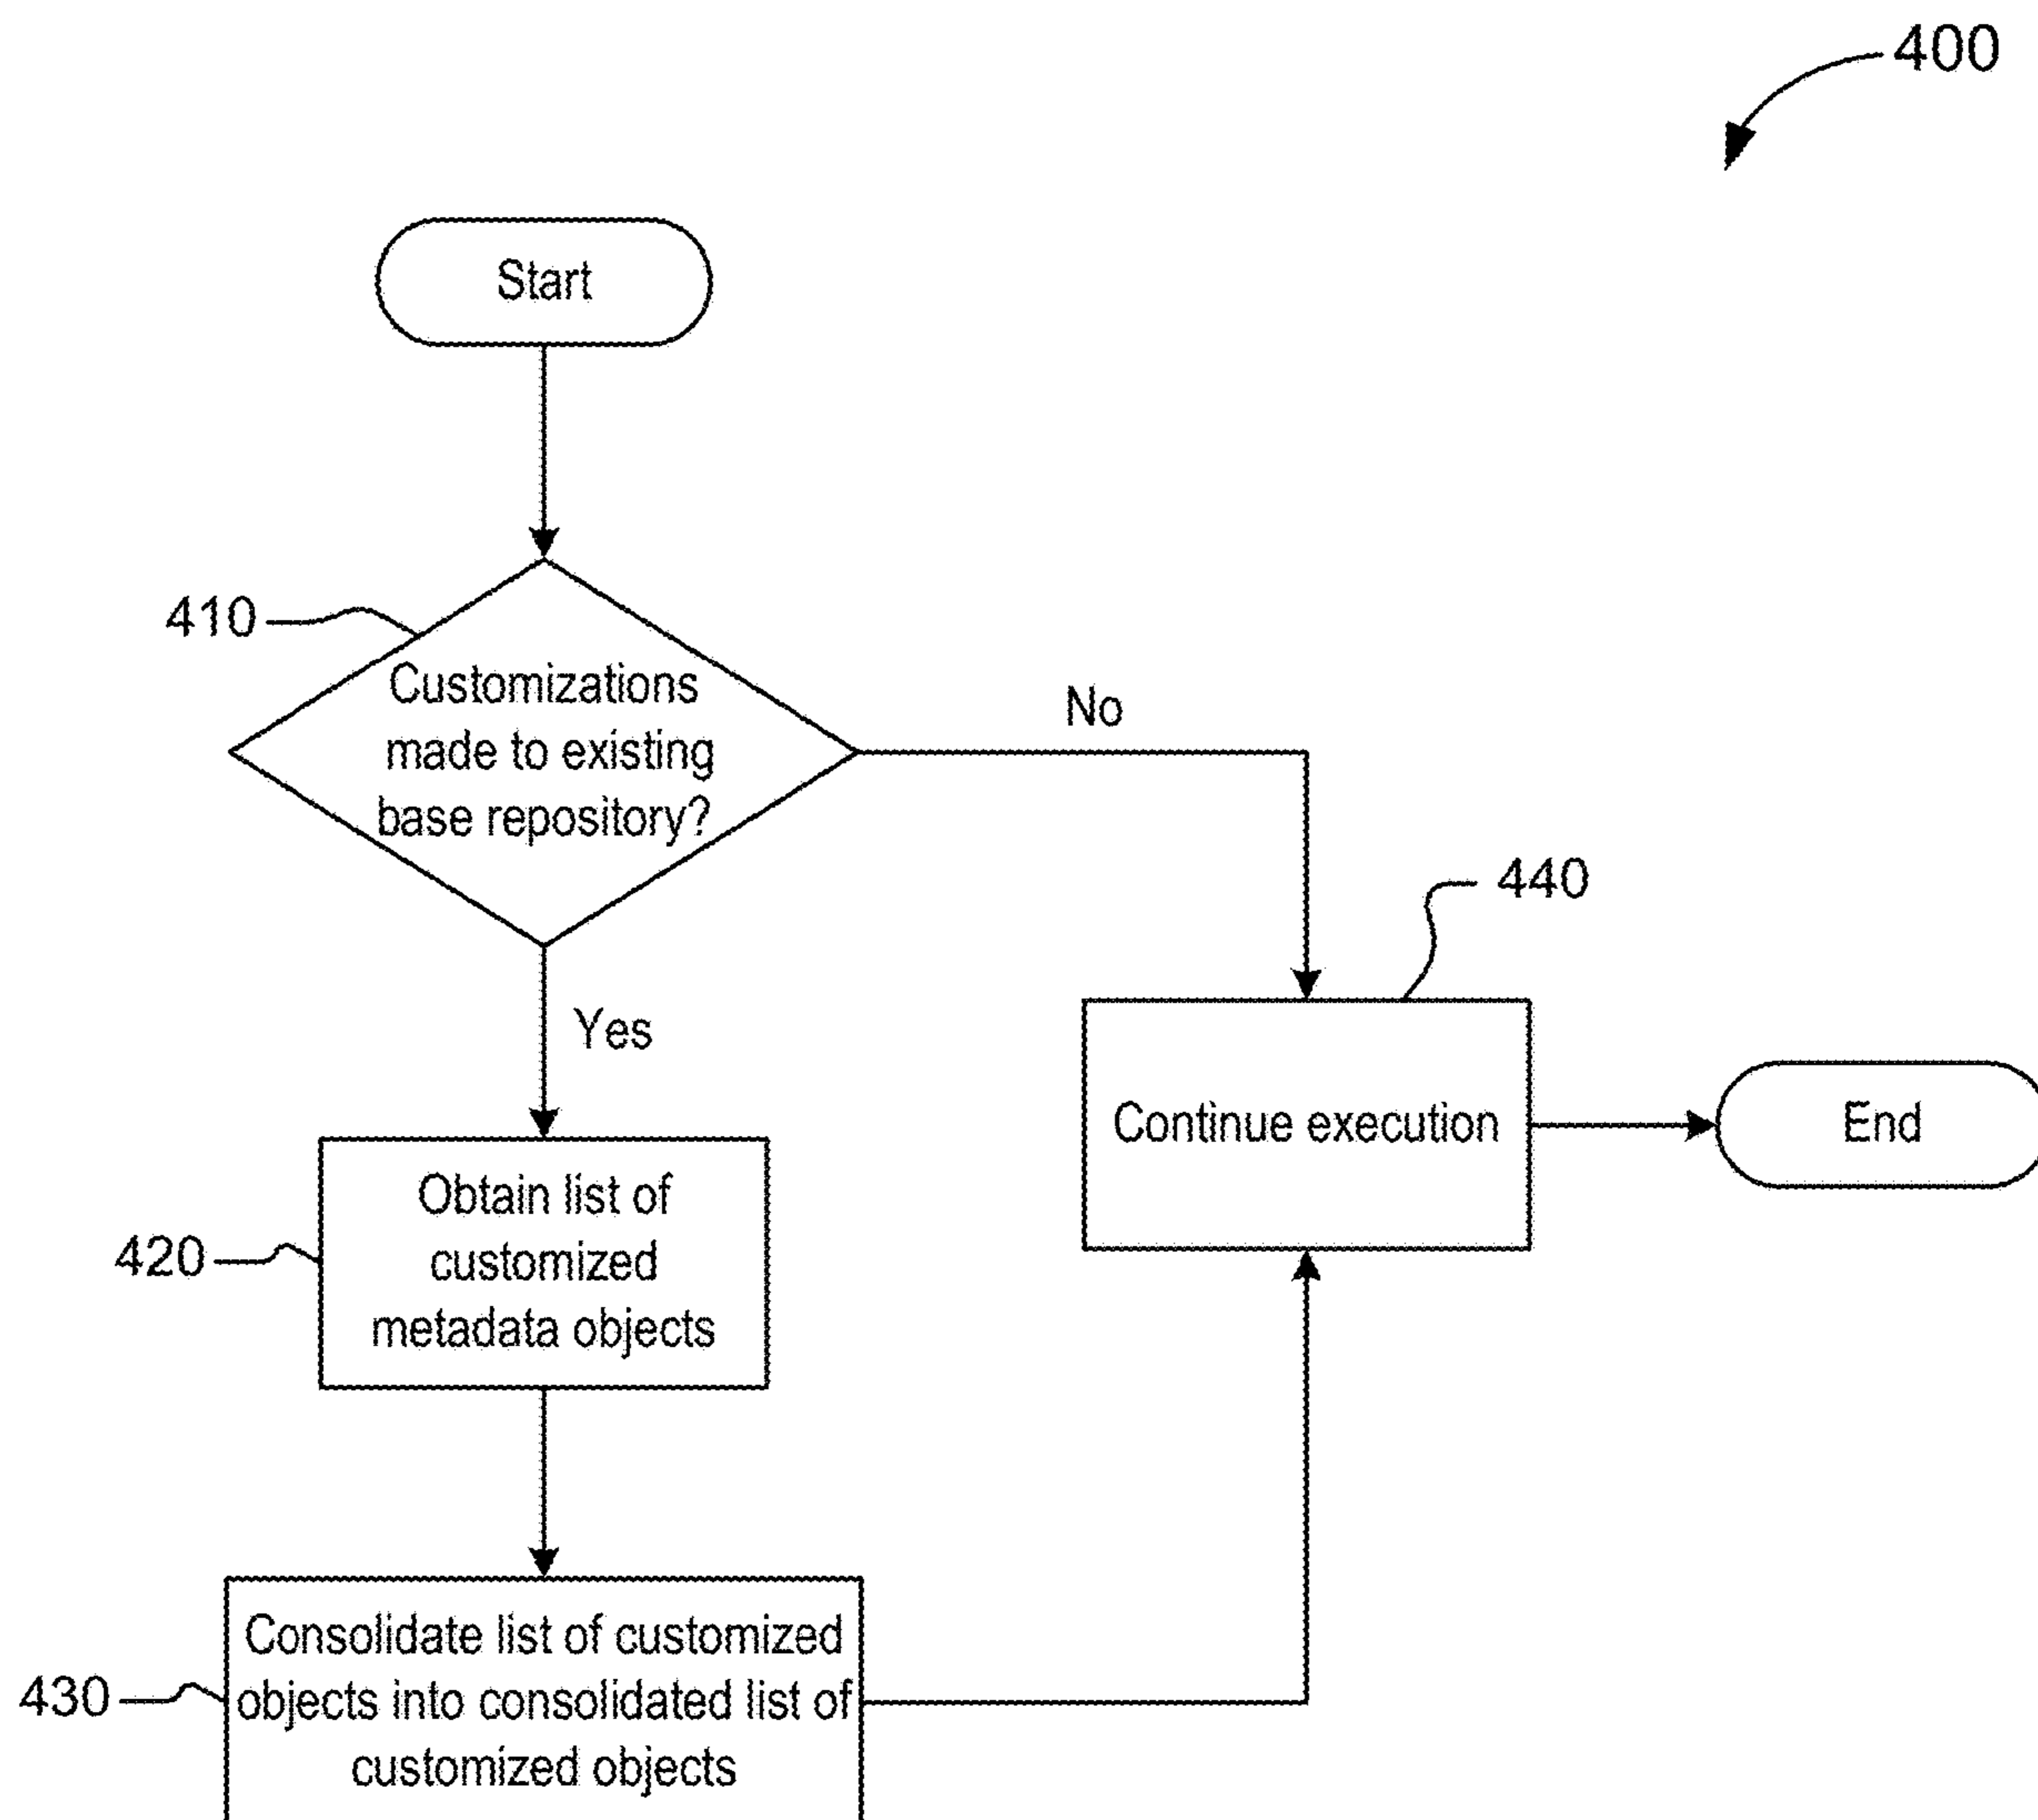 400
Start
410
Customizations
made to existing
base repository?
No
Yes
440
Continue execution
End
420
Obtain list of
customized
metadata objects
430
Consolidate list of customized
objects into consolidated list of
customized objects